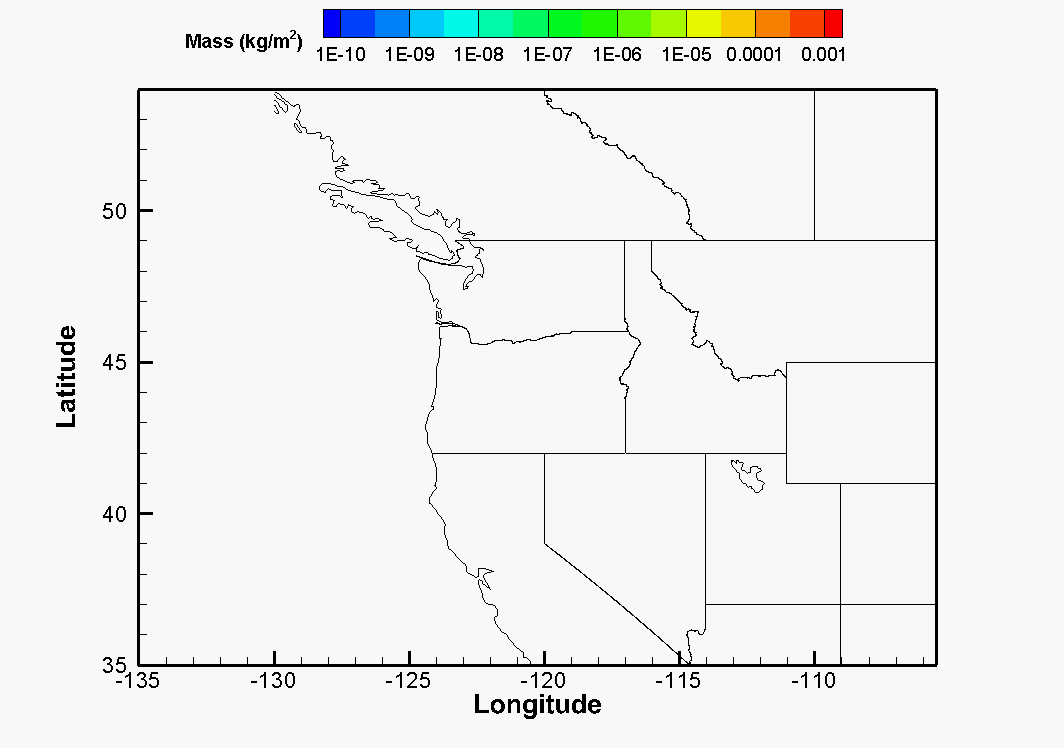 Mass (kg/m²)
1E-10 1E-09 1E-08 1E-07 1E-06 1E-05 0.0001 0.001
50
45
40
35
Latitude
-135 -130 -125 -120 -115 -110
Longitude